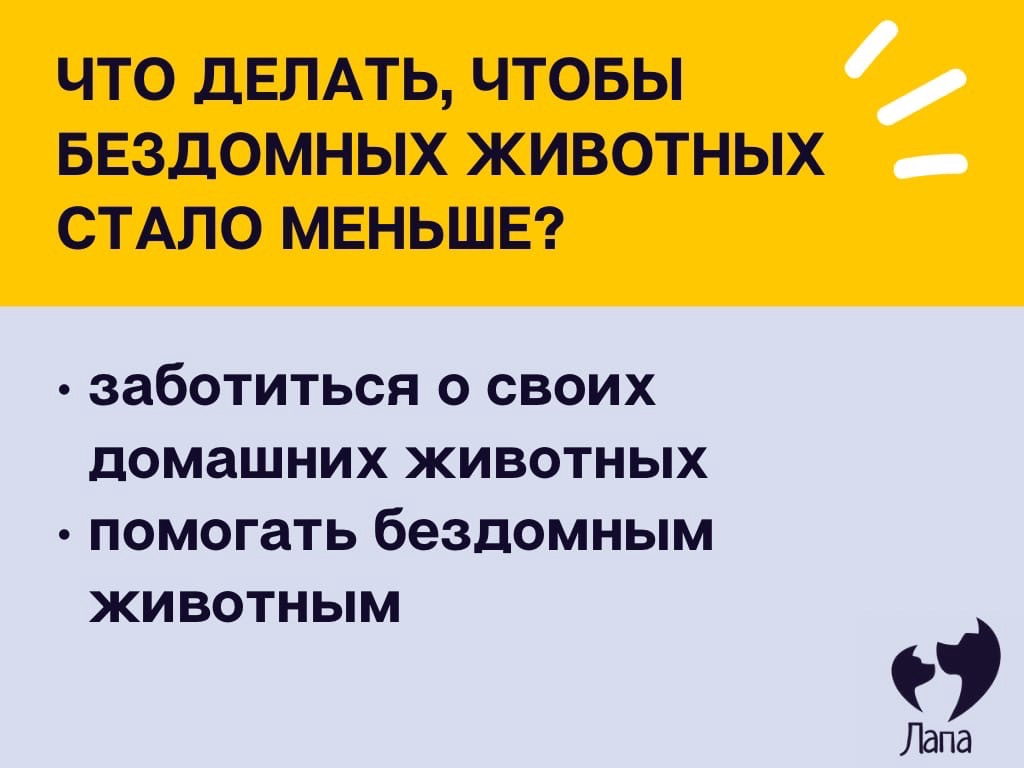 ЧТО ДЕЛАТЬ, ЧТОБЫ
БЕЗДОМНЫХ ЖИВОТНЫХ
СТАЛО МЕНЬШЕ?
• заботиться о своих
домашних животных
• помогать бездомным
животным
Лапа